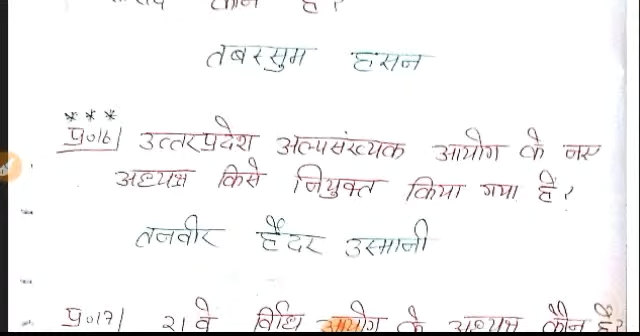 कौन है?
तबस्सुम हसन
*** प्र०16) उत्तरप्रदेश अल्पसंख्यक आयोग के नए
अध्यक्ष किसे नियुक्त किया गया है?
तनवीर हैदर उस्मानी
प्र०17) 21 वे विधि आयोग के अध्यक्ष कौन है?